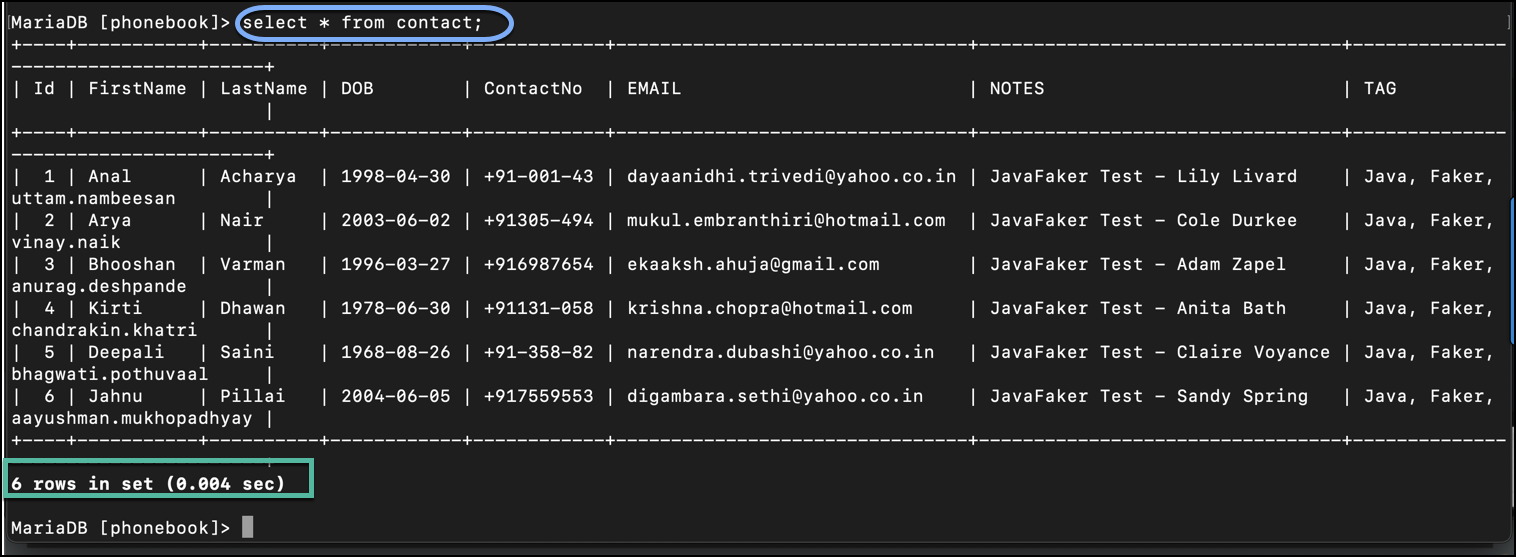 MariaDB [phonebook]> select * from contact;
+----+-----------+----------+------------+------------+--------------------------------+---------------------------------+--------------
-----------------------+
| Id | FirstName | LastName | DOB        | ContactNo  | EMAIL                          | NOTES                           | TAG
                       |
+----+-----------+----------+------------+------------+--------------------------------+---------------------------------+--------------
-----------------------+
|  1 | Anal      | Acharya  | 1998-04-30 | +91-001-43 | dayaanidhi.trivedi@yahoo.co.in | JavaFaker Test - Lily Livard    | Java, Faker,
uttam.nambeesan        |
|  2 | Arya      | Nair     | 2003-06-02 | +91305-494 | mukul.embranthiri@hotmail.com  | JavaFaker Test - Cole Durkee    | Java, Faker,
vinay.naik             |
|  3 | Bhooshan  | Varman   | 1996-03-27 | +916987654 | ekaaksh.ahuja@gmail.com        | JavaFaker Test - Adam Zapel     | Java, Faker,
anurag.deshpande       |
|  4 | Kirti     | Dhawan   | 1978-06-30 | +91131-058 | krishna.chopra@hotmail.com     | JavaFaker Test - Anita Bath     | Java, Faker,
chandrakin.khatri      |
|  5 | Deepali   | Saini    | 1968-08-26 | +91-358-82 | narendra.dubashi@yahoo.co.in   | JavaFaker Test - Claire Voyance | Java, Faker,
bhagwati.pothuvaal     |
|  6 | Jahnu     | Pillai   | 2004-06-05 | +917559553 | digambara.sethi@yahoo.co.in    | JavaFaker Test - Sandy Spring   | Java, Faker,
aayushman.mukhopadhyay |
+----+-----------+----------+------------+------------+--------------------------------+---------------------------------+--------------
6 rows in set (0.004 sec)
MariaDB [phonebook]>